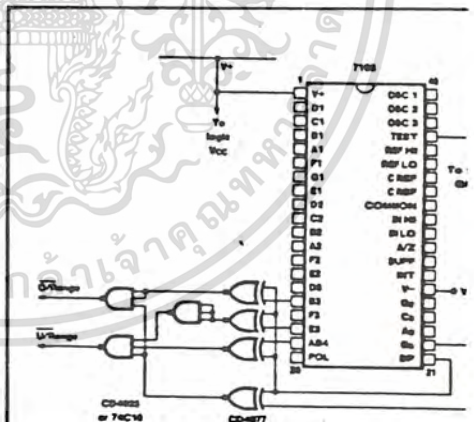 V+
7106
1
40
V+
D1
C1
B1
A1
F1
G1
E1
D2
C2
B2
A2
F2
E2
D3
B3
F3
E3
AB4
POL
20
OSC 1
OSC 2
OSC 3
TEST
REF HI
REF LO
C REF
C REF
COMMON
IN HI
IN LO
A/Z
BUFF
INT
V-
G2
C3
A3
G3
BP
21
To
logic
VCC
To
O/Range
U/Range
CD4023
or 74C10
CD4077